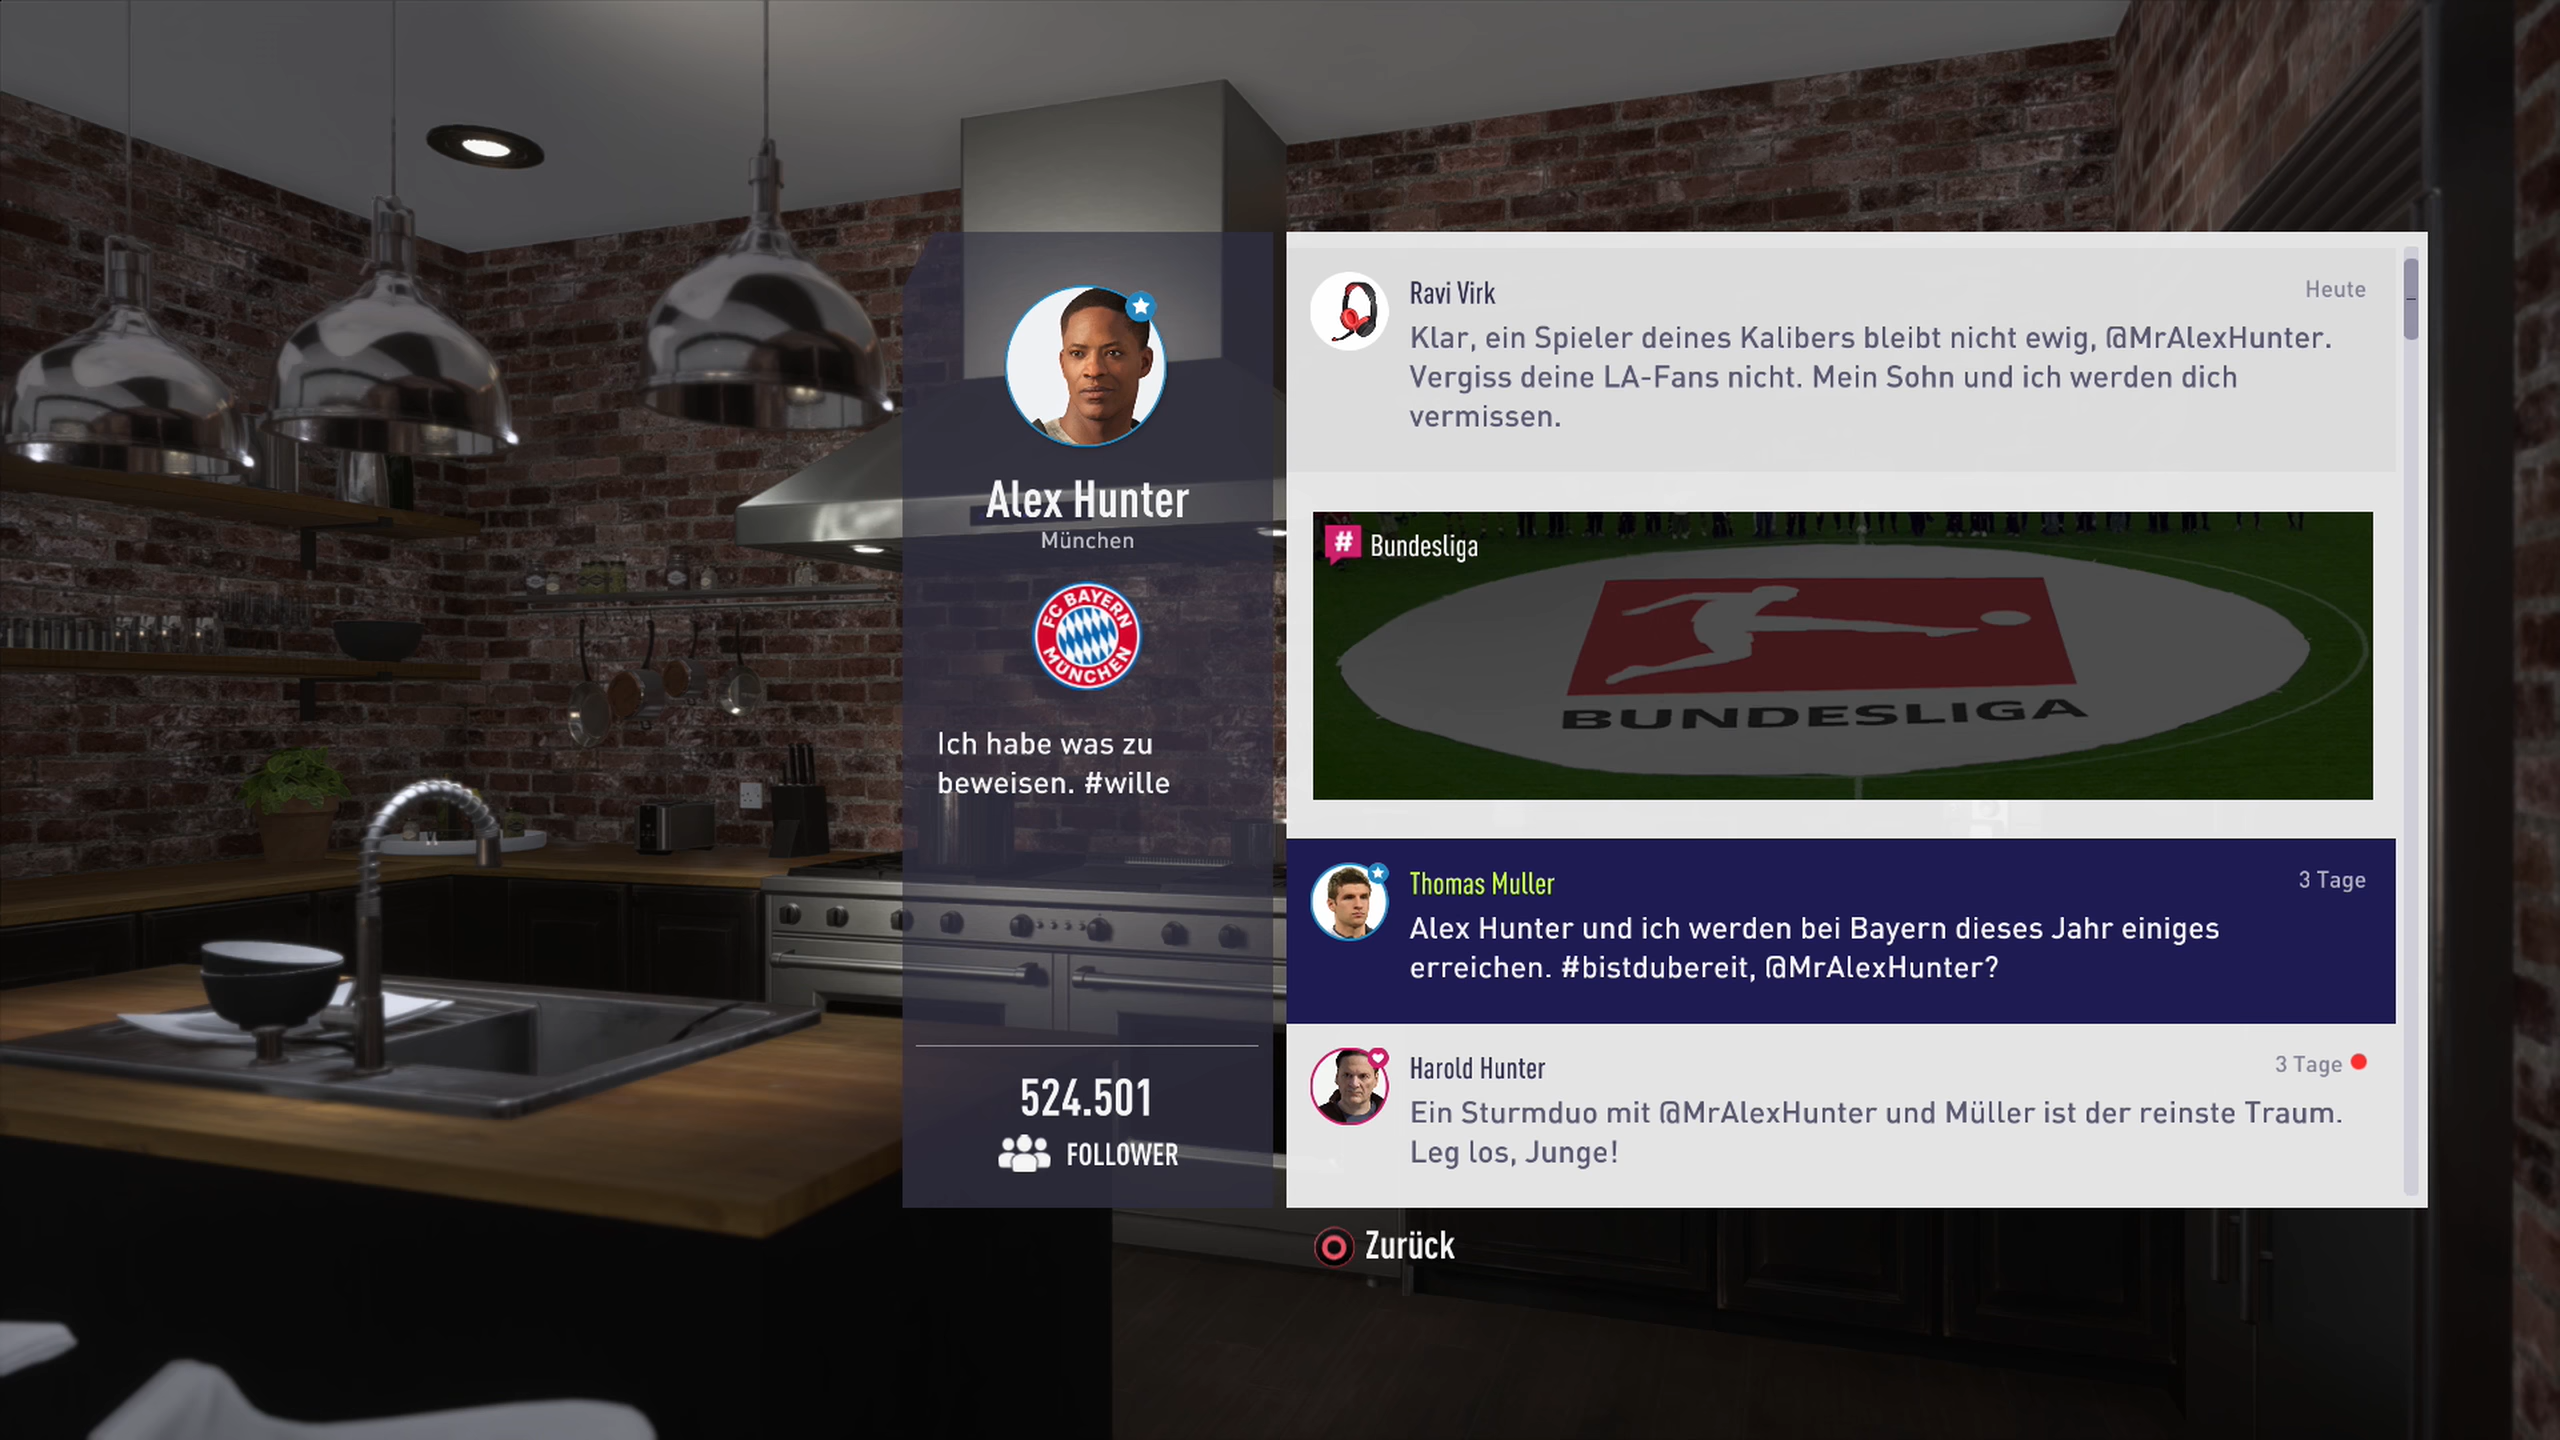 Alex Hunter
München
FC BAYERN
MÜNCHEN
Ich habe was zu
beweisen. #wille
524.501
FOLLOWER
Ravi Virk
Heute
Klar, ein Spieler deines Kalibers bleibt nicht ewig, @MrAlexHunter.
Vergiss deine LA-Fans nicht. Mein Sohn und ich werden dich
vermissen.
# Bundesliga
BUNDESLIGA
Thomas Muller
3 Tage
Alex Hunter und ich werden bei Bayern dieses Jahr einiges
erreichen. #bistdubereit, @MrAlexHunter?
Harold Hunter
3 Tage
Ein Sturmduo mit @MrAlexHunter und Müller ist der reinste Traum.
Leg los, Junge!
Zurück